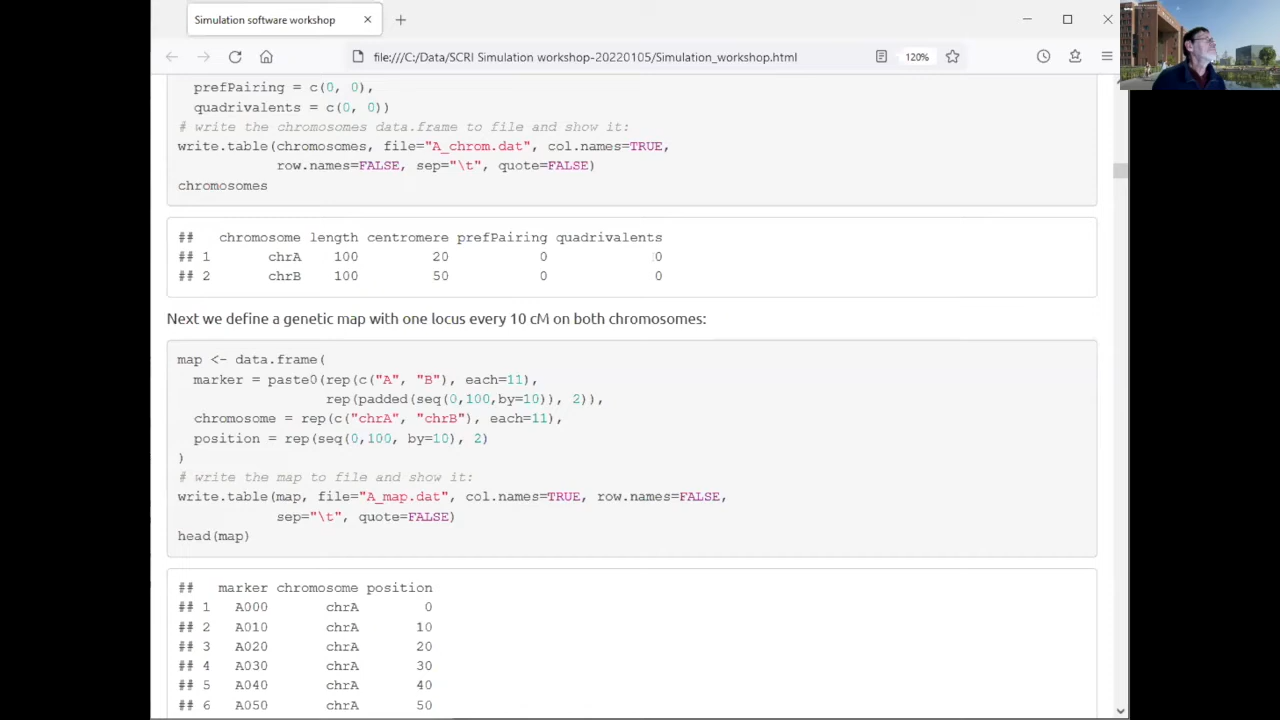 Simulation software workshop
file:///C:/Data/SCRI Simulation workshop-20220105/Simulation_workshop.html
120%
prefPairing = c(0, 0),
quadrivalents = c(0, 0))
# write the chromosomes data.frame to file and show it:
write.table(chromosomes, file="A_chrom.dat", col.names=TRUE,
row.names=FALSE, sep="\t", quote=FALSE)
chromosomes
## chromosome length centromere prefPairing quadrivalents
## 1 chrA 100 20 0 0
## 2 chrB 100 50 0 0
Next we define a genetic map with one locus every 10 cM on both chromosomes:
map <- data.frame(
marker = paste0(rep(c("A", "B"), each=11),
rep(padded(seq(0,100,by=10)), 2)),
chromosome = rep(c("chrA", "chrB"), each=11),
position = rep(seq(0,100, by=10), 2)
)
# write the map to file and show it:
write.table(map, file="A_map.dat", col.names=TRUE, row.names=FALSE,
sep="\t", quote=FALSE)
head(map)
## marker chromosome position
## 1 A000 chrA 0
## 2 A010 chrA 10
## 3 A020 chrA 20
## 4 A030 chrA 30
## 5 A040 chrA 40
## 6 A050 chrA 50